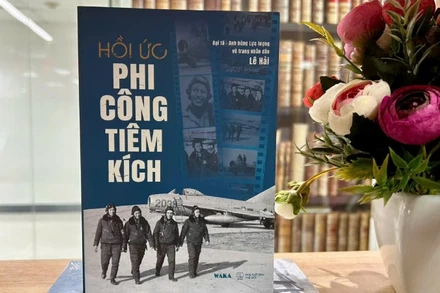 Đại tá - Anh hùng Lực lượng
vũ trang nhân dân
Lê Hải
HỒI ỨC
PHI
CÔNG
TIÊM
KÍCH
WAKA